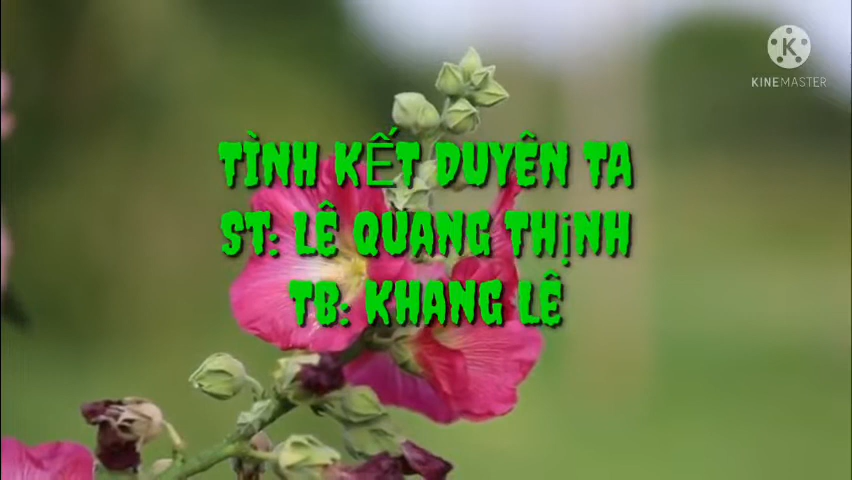 KINEMASTER
TÌNH KẾT DUYÊN TA
ST: LÊ QUANG THỊNH
TB: KHANG LÊ